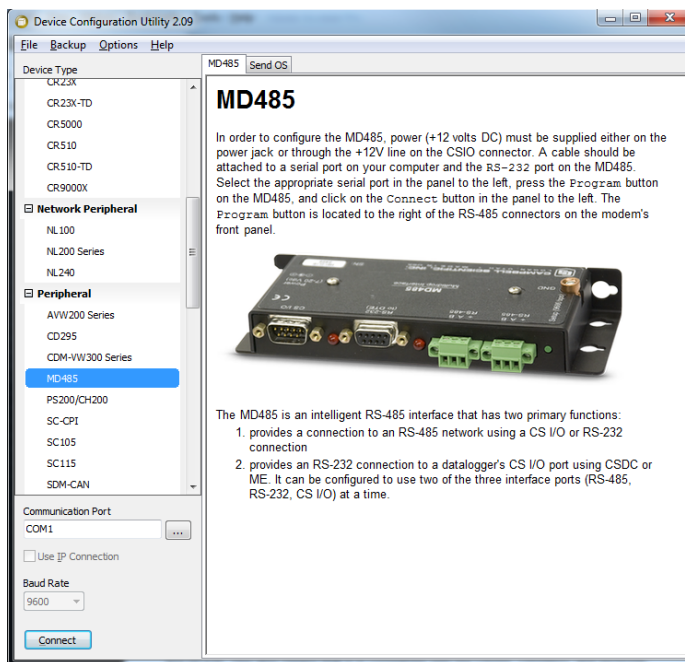 Device Configuration Utility 2.09
File Backup Options Help
Device Type
CR23X
CR23X-TD
CR5000
CR510
CR510-TD
CR9000X
Network Peripheral
NL100
NL200 Series
NL240
Peripheral
AVW200 Series
CD295
CDM-VW300 Series
MD485
PS200/CH200
SC-CPI
SC105
SC115
SDM-CAN
Communication Port
COM1
...
Use IP Connection
Baud Rate
9600
Connect
MD485 Send OS
MD485
In order to configure the MD485, power (+12 volts DC) must be supplied either on the
power jack or through the +12V line on the CSIO connector. A cable should be
attached to a serial port on your computer and the RS-232 port on the MD485.
Select the appropriate serial port in the panel to the left, press the Program button
on the MD485, and click on the Connect button in the panel to the left. The
Program button is located to the right of the RS-485 connectors on the modem's
front panel.
CAMPBELL SCIENTIFIC, INC.
MD485
Multidrop Interface
GND
CS I/O
RS-232
RS-485
RS-485
The MD485 is an intelligent RS-485 interface that has two primary functions:
1. provides a connection to an RS-485 network using a CS I/O or RS-232
connection
2. provides an RS-232 connection to a datalogger's CS I/O port using CSDC or
ME. It can be configured to use two of the three interface ports (RS-485,
RS-232, CS I/O) at a time.